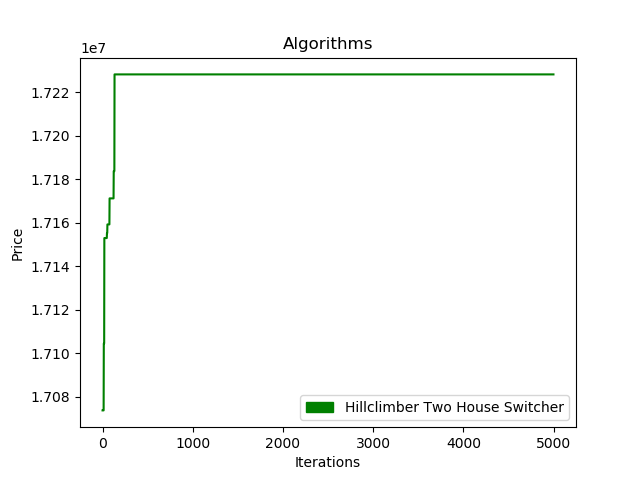 Algorithms
1e7
1.722
1.720
1.718
1.716
1.714
1.712
1.710
1.708
Price
0 1000 2000 3000 4000 5000
Iterations
Hillclimber Two House Switcher